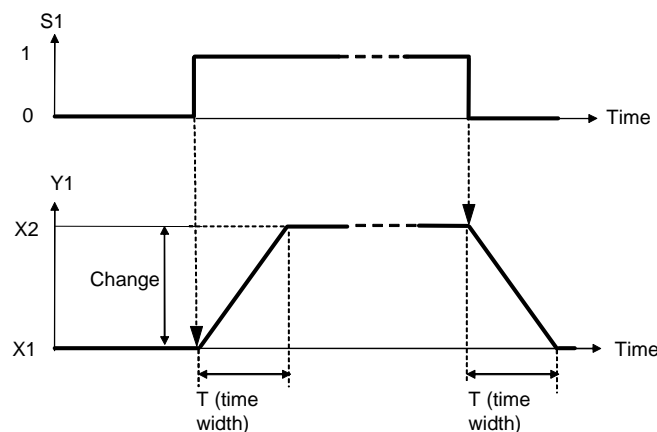 S1
1
0
Time
Y1
X2
Change
X1
Time
T (time
width)
T (time
width)